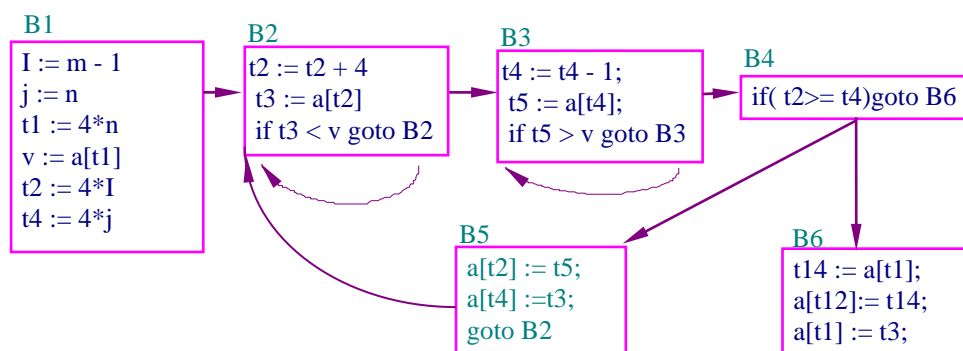 B1
I := m - 1
j := n
t1 := 4*n
v := a[t1]
t2 := 4*I
t4 := 4*j
B2
t2 := t2 + 4
t3 := a[t2]
if t3 < v goto B2
B3
t4 := t4 - 1;
t5 := a[t4];
if t5 > v goto B3
B4
if( t2>= t4)goto B6
B5
a[t2] := t5;
a[t4] :=t3;
goto B2
B6
t14 := a[t1];
a[t12]:= t14;
a[t1] := t3;